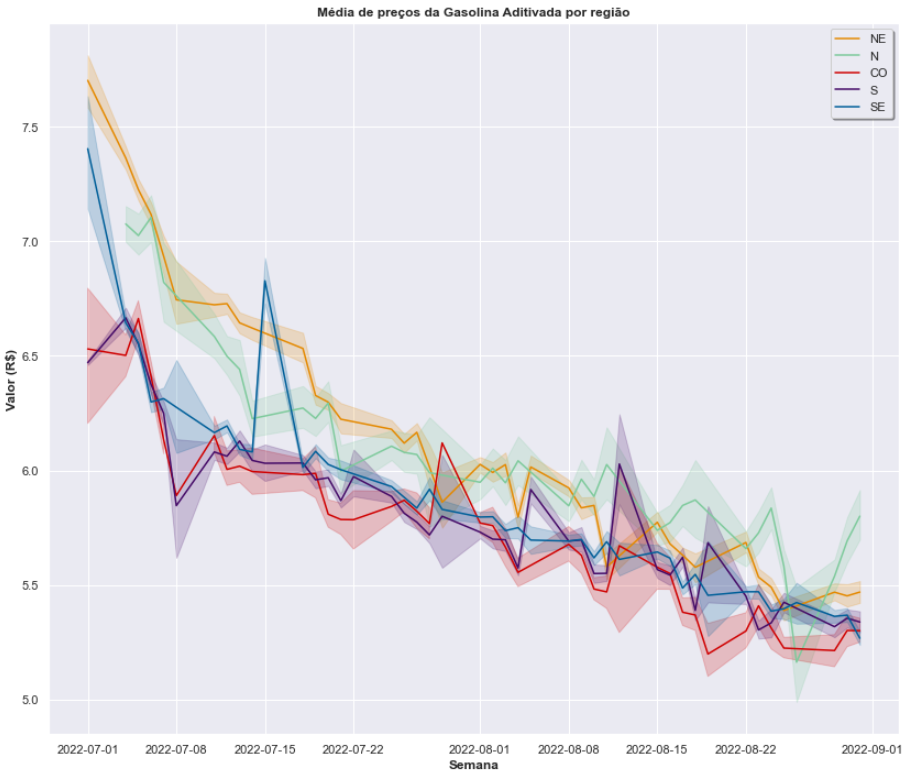 Média de preços da Gasolina Aditivada por região
NE
N
CO
S
SE
Valor (R$)
7.5
7.0
6.5
6.0
5.5
5.0
2022-07-01
2022-07-08
2022-07-15
2022-07-22
2022-08-01
2022-08-08
2022-08-15
2022-08-22
2022-09-01
Semana